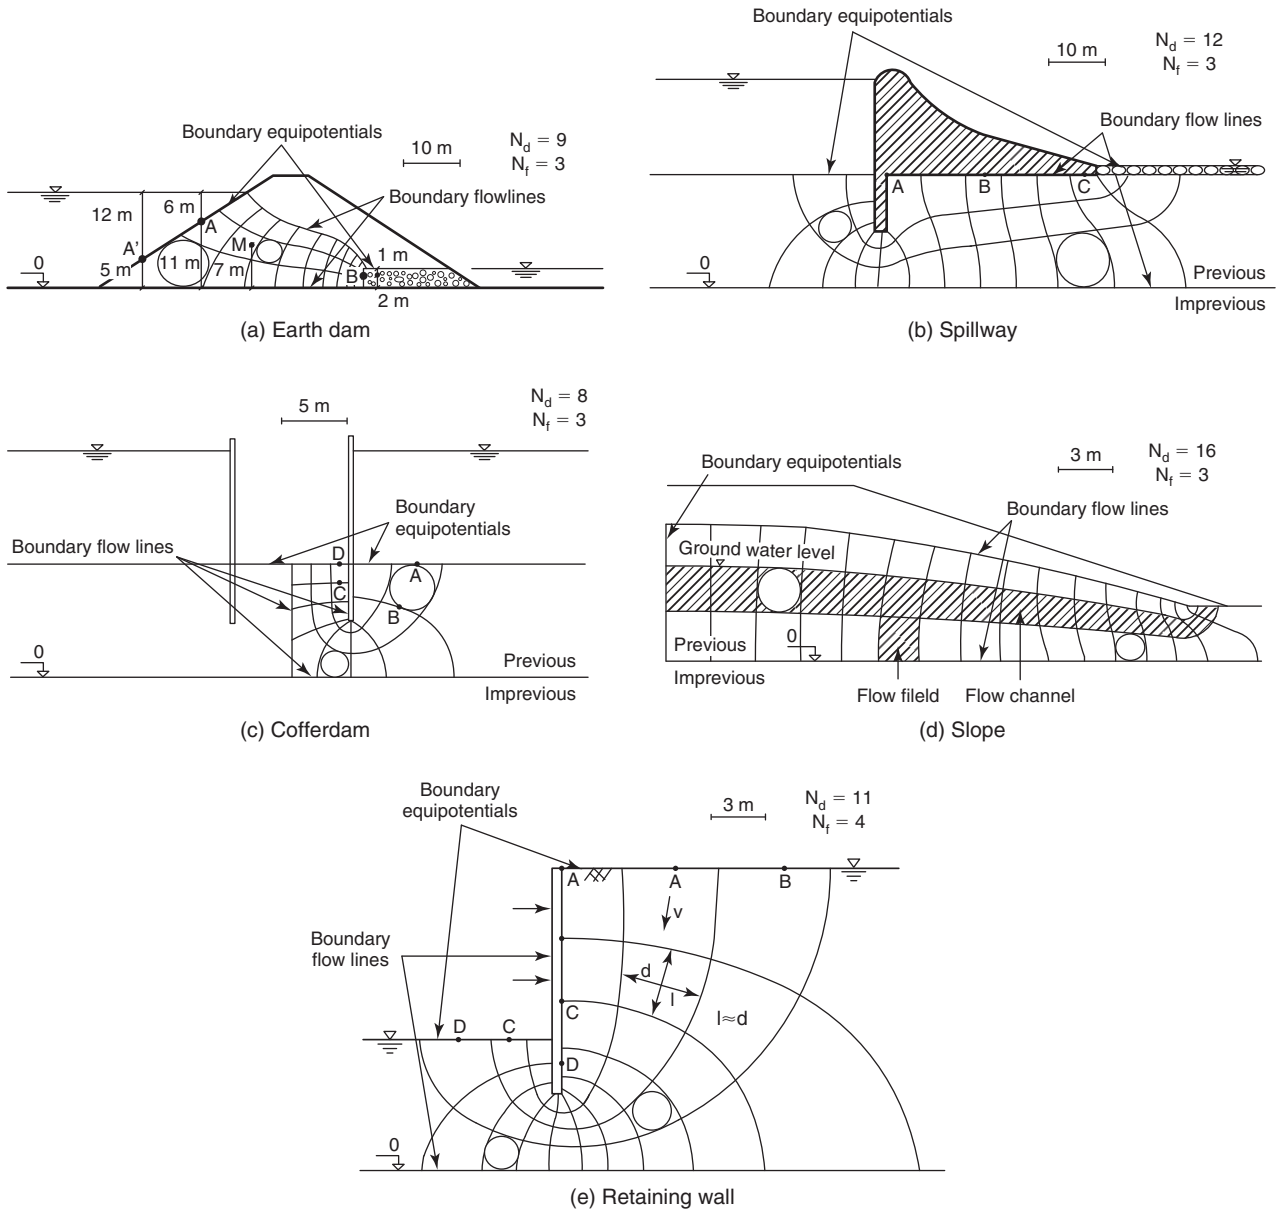 Boundary equipotentials
10 m
N_d = 9
N_f = 3
Boundary flowlines
12 m
6 m
A
A'
M
0
5 m
11 m
7 m
B
1 m
2 m
(a) Earth dam
Boundary equipotentials
10 m
N_d = 12
N_f = 3
Boundary flow lines
A
B
C
0
Previous
Imprevious
(b) Spillway
5 m
N_d = 8
N_f = 3
Boundary
equipotentials
Boundary flow lines
D
C
A
B
0
Previous
Imprevious
(c) Cofferdam
Boundary equipotentials
3 m
N_d = 16
N_f = 3
Boundary flow lines
Ground water level
Previous
0
Imprevious
Flow fileld
Flow channel
(d) Slope
Boundary
equipotentials
3 m
N_d = 11
N_f = 4
A
A
B
v
Boundary
flow lines
d
l
C
l≈d
D
C
D
0
(e) Retaining wall